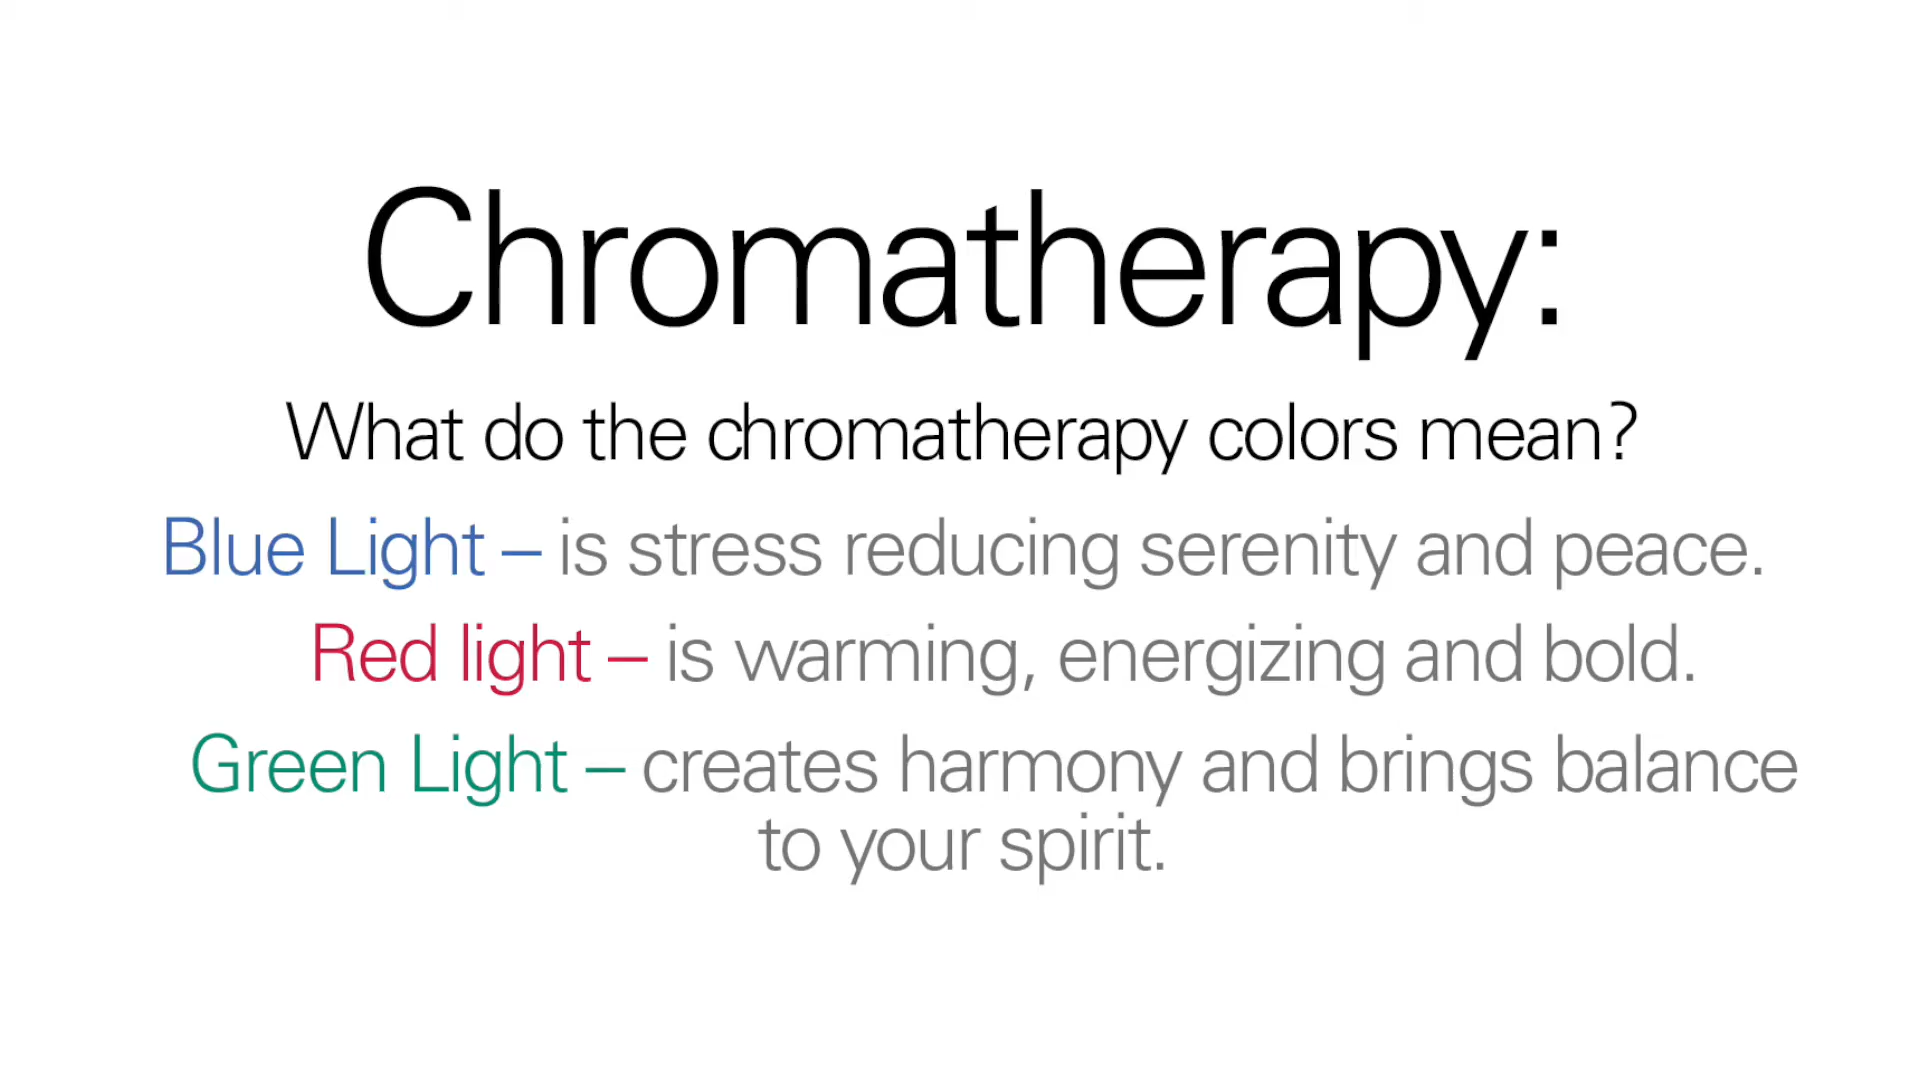 Chromatherapy:
What do the chromatherapy colors mean?
Blue Light – is stress reducing serenity and peace.
Red light – is warming, energizing and bold.
Green Light – creates harmony and brings balance
to your spirit.